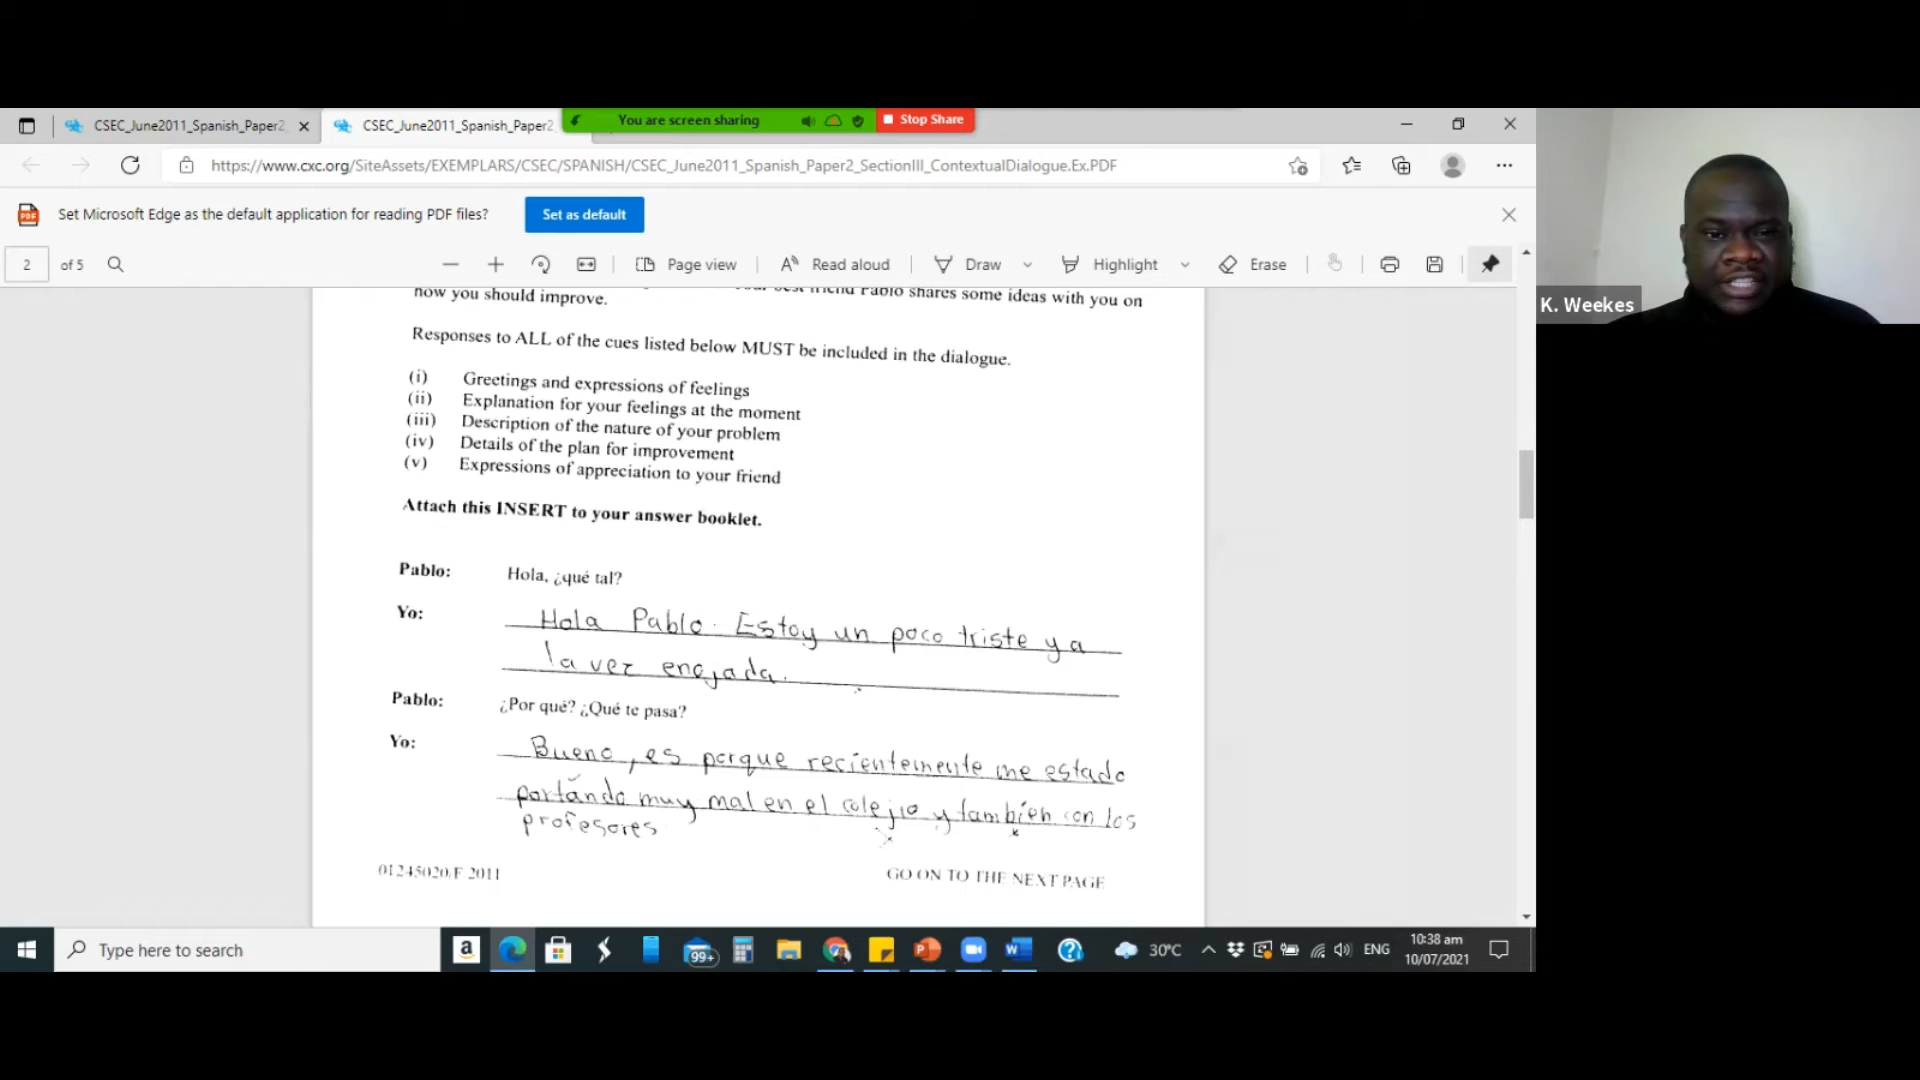 CSEC_June2011_Spanish_Paper2
CSEC_June2011_Spanish_Paper2
You are screen sharing
Stop Share
https://www.cxc.org/SiteAssets/EXEMPLARS/CSEC/SPANISH/CSEC_June2011_Spanish_Paper2_SectionIII_ContextualDialogue.Ex.PDF
Set Microsoft Edge as the default application for reading PDF files?
Set as default
2 of 5
Page view
Read aloud
Draw
Highlight
Erase
friend Pablo shares some ideas with you on
how you should improve.
Responses to ALL of the cues listed below MUST be included in the dialogue.
(i) Greetings and expressions of feelings
(ii) Explanation for your feelings at the moment
(iii) Description of the nature of your problem
(iv) Details of the plan for improvement
(v) Expressions of appreciation to your friend
Attach this INSERT to your answer booklet.
Pablo: Hola, ¿qué tal?
Yo: Hola Pablo. Estoy un poco triste y a
la vez enojada.
Pablo: ¿Por qué? ¿Qué te pasa?
Yo: Bueno, es porque recientemente me estado
portándo muy mal en el colejio y también con los
profesores
01245020/F 2011
GO ON TO THE NEXT PAGE
K. Weekes
Type here to search
99+
30°C
ENG
10:38 am
10/07/2021